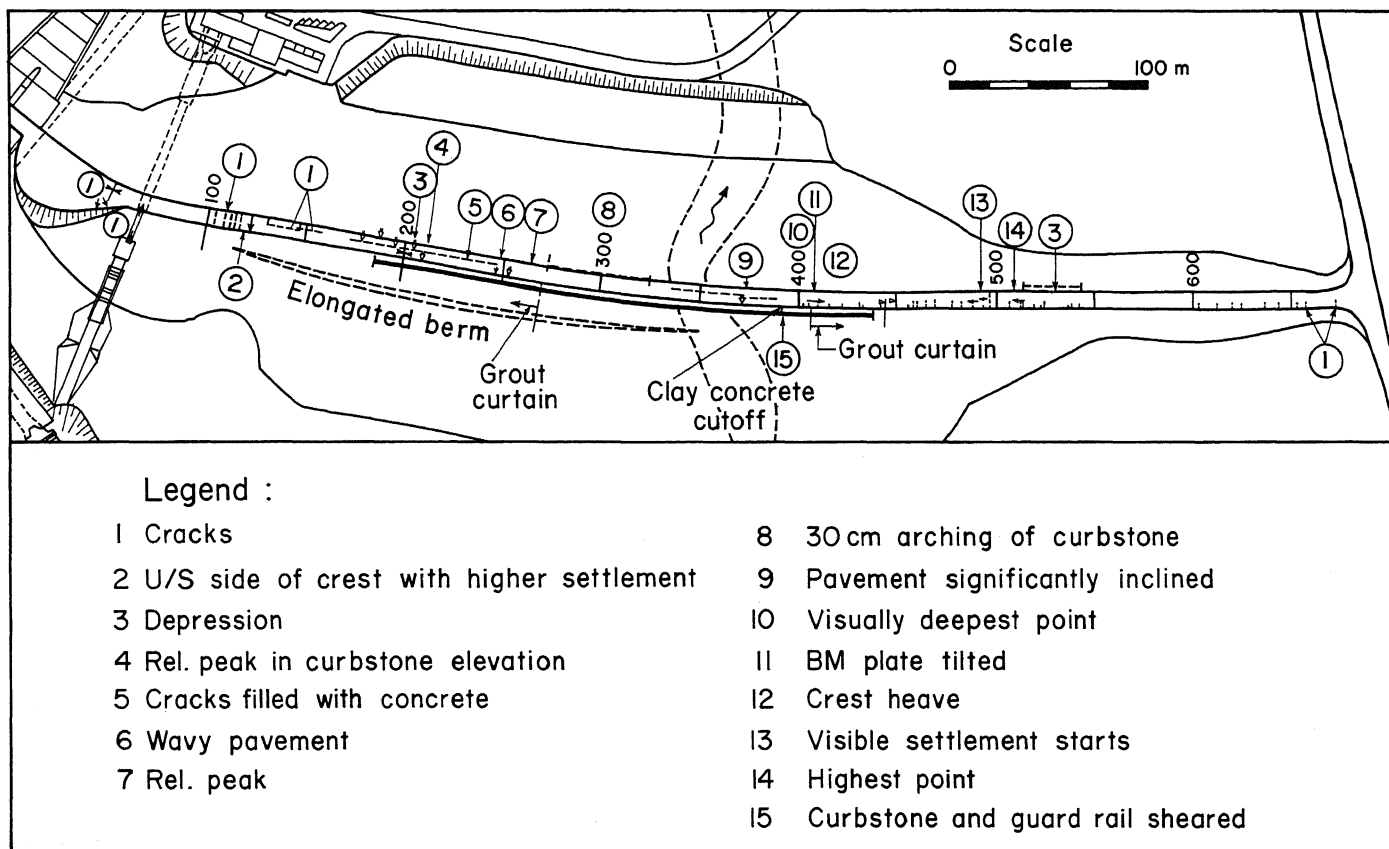 Scale
0 100 m
4
1 1 3 11 13
1 100 200 5 6 7 8 10 14 3
1 300 9 400 12 500 600
2
Elongated berm
15 Grout curtain 1
Grout
curtain
Clay concrete
cutoff
Legend :
1 Cracks
2 U/S side of crest with higher settlement
3 Depression
4 Rel. peak in curbstone elevation
5 Cracks filled with concrete
6 Wavy pavement
7 Rel. peak
8 30 cm arching of curbstone
9 Pavement significantly inclined
10 Visually deepest point
11 BM plate tilted
12 Crest heave
13 Visible settlement starts
14 Highest point
15 Curbstone and guard rail sheared